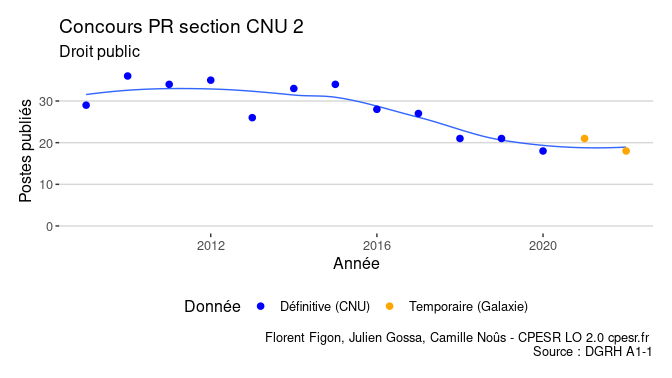 Concours PR section CNU 2
Droit public
Postes publiés
30
20
10
0
2012
2016
2020
Année
Donnée
Définitive (CNU)
Temporaire (Galaxie)
Florent Figon, Julien Gossa, Camille Noûs - CPESR LO 2.0 cpesr.fr
Source : DGRH A1-1